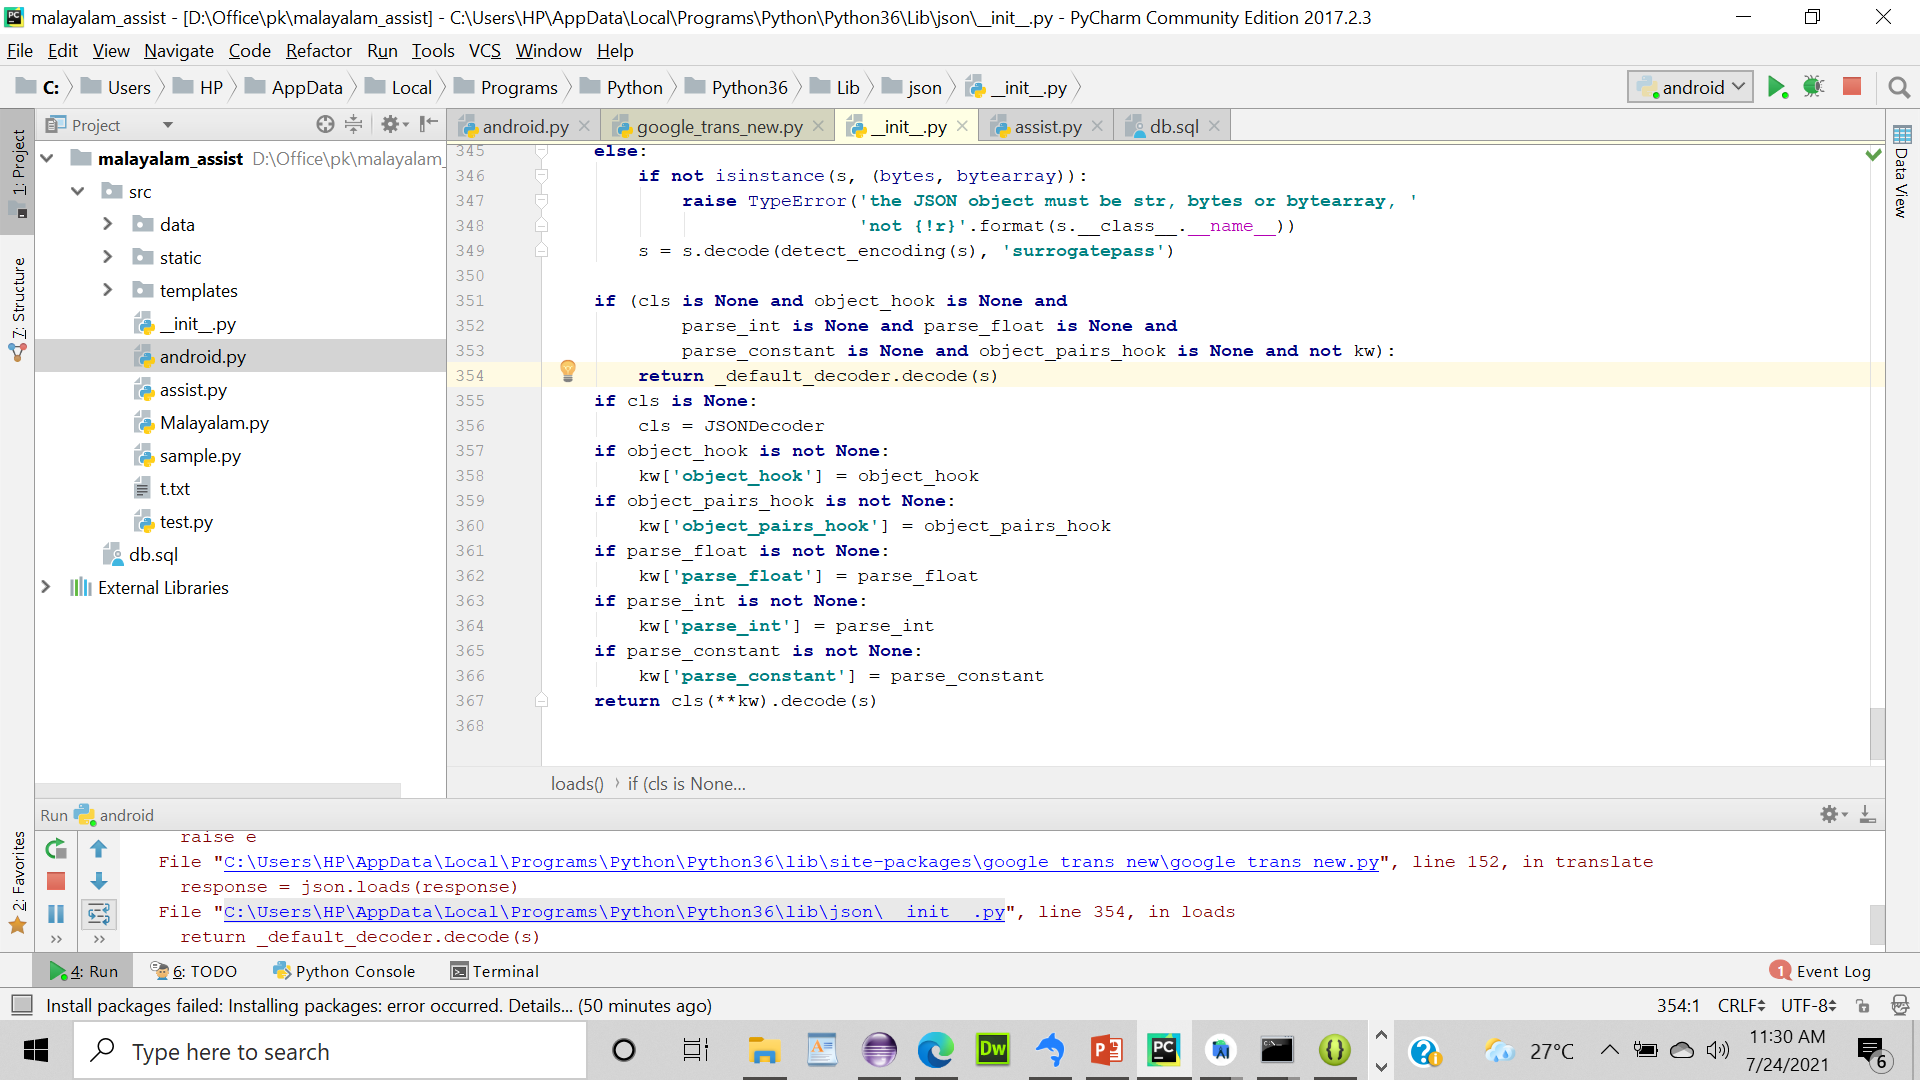 malayalam_assist - [D:\Office\pk\malayalam_assist] - C:\Users\HP\AppData\Local\Programs\Python\Python36\Lib\json\__init__.py - PyCharm Community Edition 2017.2.3
File Edit View Navigate Code Refactor Run Tools VCS Window Help
C: Users HP AppData Local Programs Python Python36 Lib json __init__.py
android
Project
android.py google_trans_new.py __init__.py assist.py db.sql
1: Project
7: Structure
2: Favorites
Data View
malayalam_assist D:\Office\pk\malayalam_
src
data
static
templates
__init__.py
android.py
assist.py
Malayalam.py
sample.py
t.txt
test.py
db.sql
External Libraries
345 else:
346 if not isinstance(s, (bytes, bytearray)):
347 raise TypeError('the JSON object must be str, bytes or bytearray, '
348 'not {!r}'.format(s.__class__.__name__))
349 s = s.decode(detect_encoding(s), 'surrogatepass')
350
351 if (cls is None and object_hook is None and
352 parse_int is None and parse_float is None and
353 parse_constant is None and object_pairs_hook is None and not kw):
354 return _default_decoder.decode(s)
355 if cls is None:
356 cls = JSONDecoder
357 if object_hook is not None:
358 kw['object_hook'] = object_hook
359 if object_pairs_hook is not None:
360 kw['object_pairs_hook'] = object_pairs_hook
361 if parse_float is not None:
362 kw['parse_float'] = parse_float
363 if parse_int is not None:
364 kw['parse_int'] = parse_int
365 if parse_constant is not None:
366 kw['parse_constant'] = parse_constant
367 return cls(**kw).decode(s)
368
loads() › if (cls is None...
Run android
raise e
File "C:\Users\HP\AppData\Local\Programs\Python\Python36\lib\site-packages\google_trans_new\google_trans_new.py", line 152, in translate
response = json.loads(response)
File "C:\Users\HP\AppData\Local\Programs\Python\Python36\lib\json\__init__.py", line 354, in loads
return _default_decoder.decode(s)
4: Run 6: TODO Python Console Terminal 1 Event Log
Install packages failed: Installing packages: error occurred. Details... (50 minutes ago) 354:1 CRLF UTF-8
Type here to search
Dw
PC
27°C
11:30 AM
7/24/2021
6